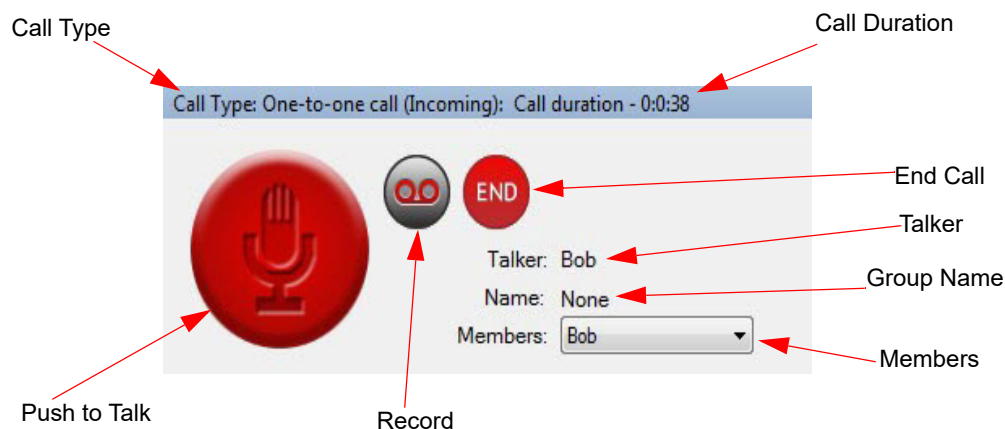 Call Type
Call Duration
Call Type: One-to-one call (Incoming): Call duration - 0:0:38
END
End Call
Talker: Bob
Talker
Name: None
Group Name
Members: Bob
Members
Push to Talk
Record